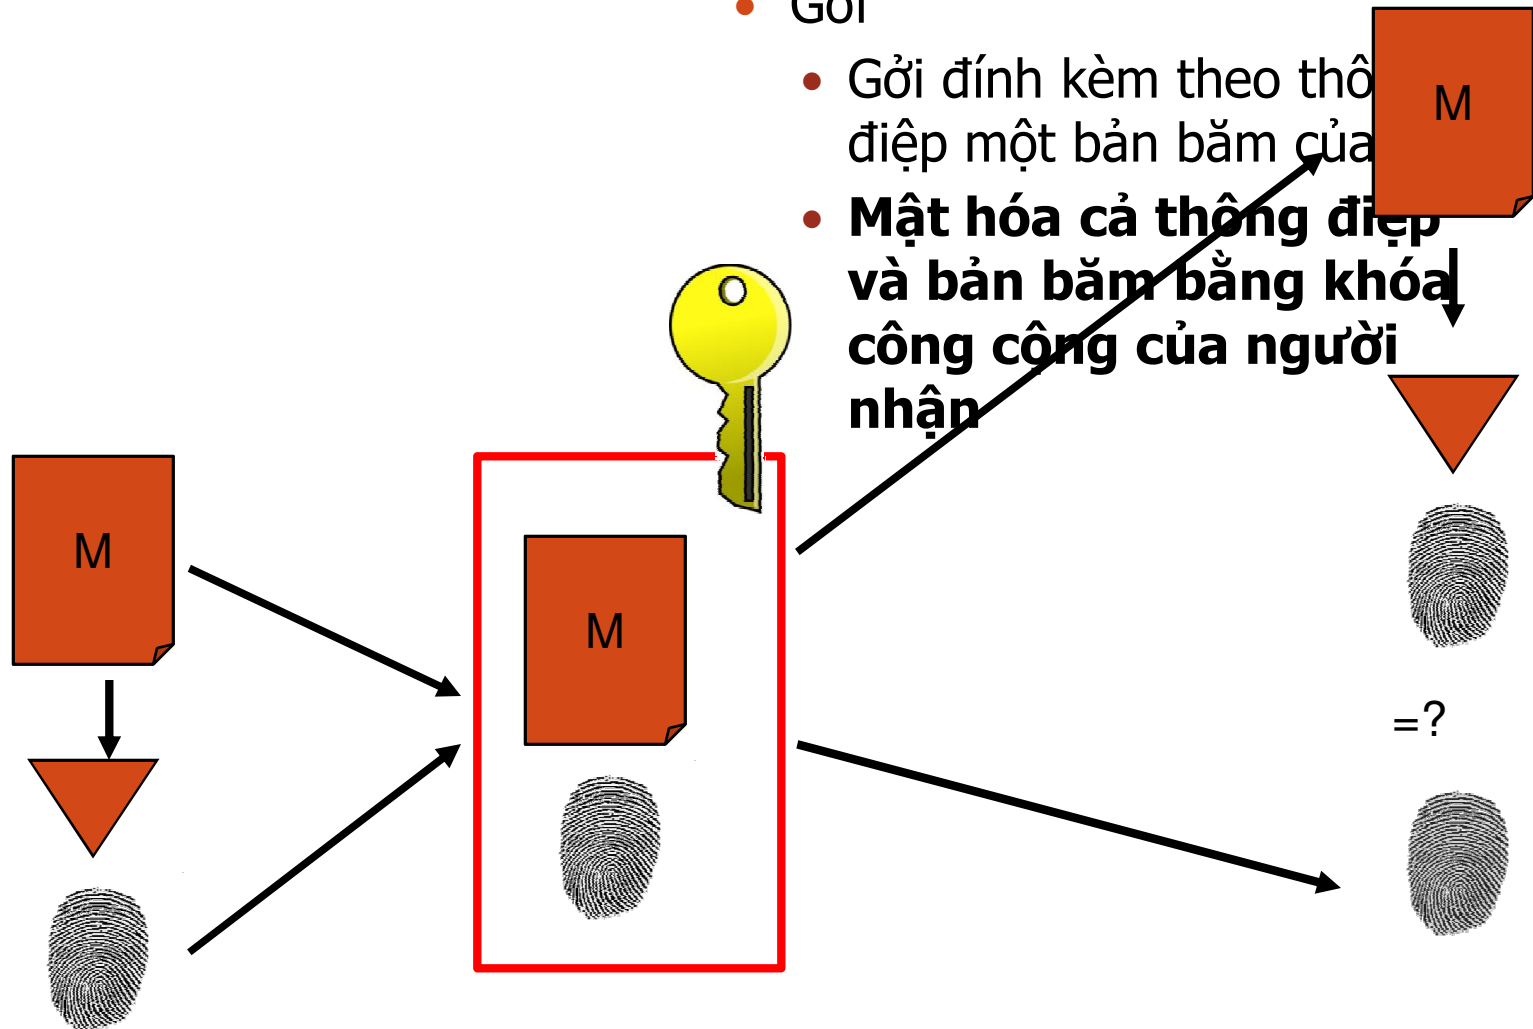 Gởi
Gởi đính kèm theo thô
điệp một bản băm của
Mật hóa cả thông điệp
và bản băm bằng khóa
công cộng của người
nhận
M
M
M
=?